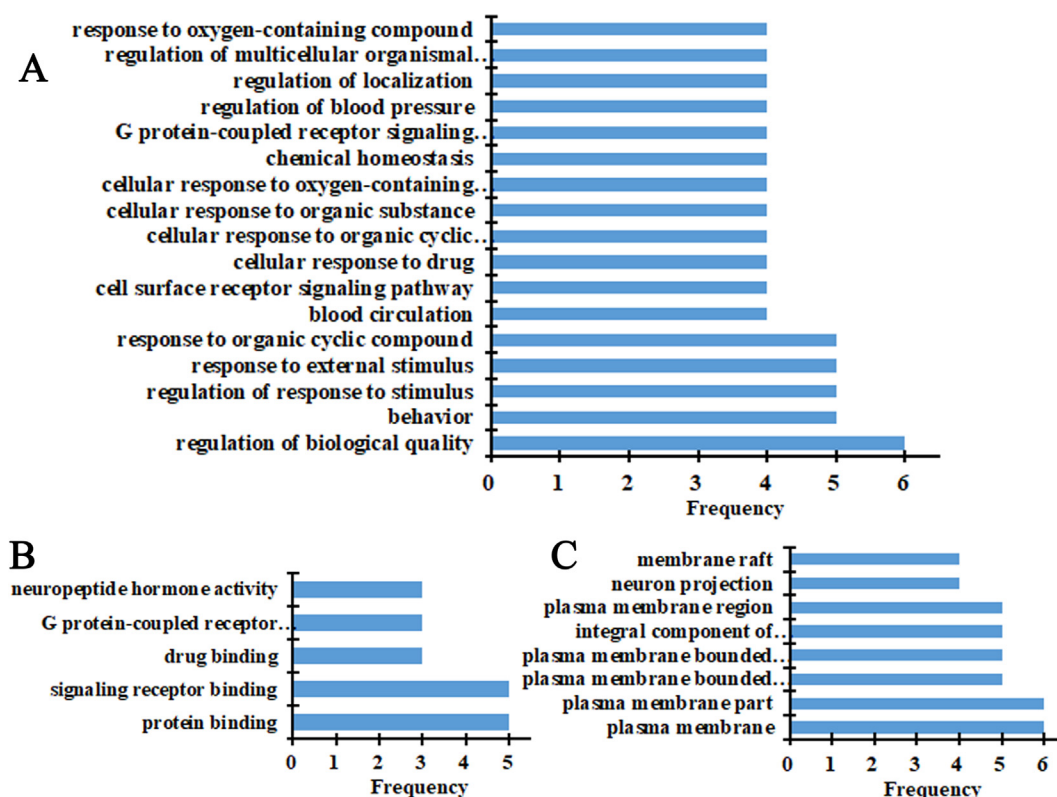 A
response to oxygen-containing compound
regulation of multicellular organismal…
regulation of localization
regulation of blood pressure
G protein-coupled receptor signaling…
chemical homeostasis
cellular response to oxygen-containing…
cellular response to organic substance
cellular response to organic cyclic…
cellular response to drug
cell surface receptor signaling pathway
blood circulation
response to organic cyclic compound
response to external stimulus
regulation of response to stimulus
behavior
regulation of biological quality
0 1 2 3 4 5 6
Frequency
B
neuropeptide hormone activity
G protein-coupled receptor…
drug binding
signaling receptor binding
protein binding
0 1 2 3 4 5
Frequency
C
membrane raft
neuron projection
plasma membrane region
integral component of…
plasma membrane bounded…
plasma membrane bounded…
plasma membrane part
plasma membrane
0 1 2 3 4 5 6
Frequency